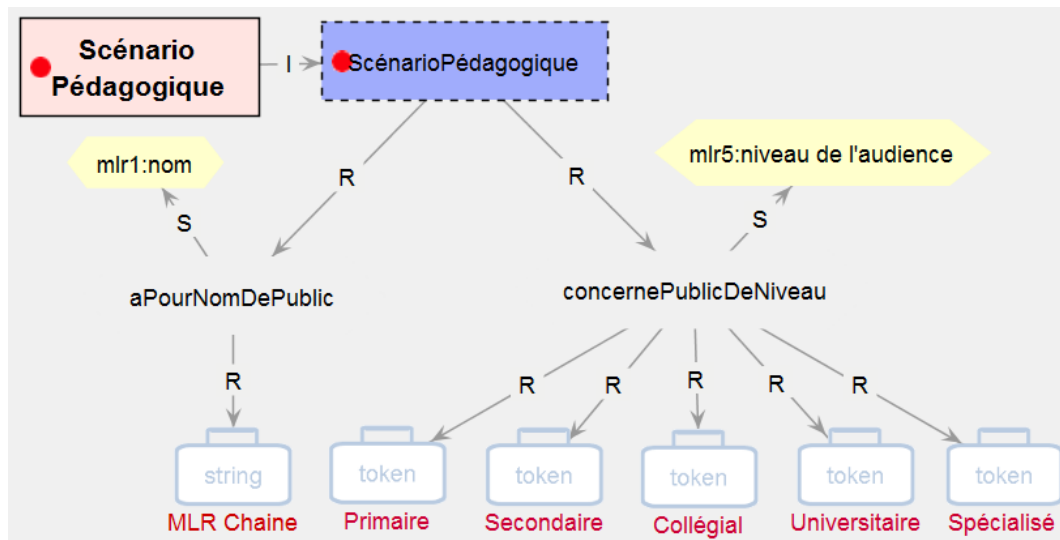 Scénario
Pédagogique
I
ScénarioPédagogique
mlr1:nom
mlr5:niveau de l'audience
R
R
S
S
aPourNomDePublic
concernePublicDeNiveau
R
R
R
R
R
R
string
token
token
token
token
token
MLR Chaine
Primaire
Secondaire
Collégial
Universitaire
Spécialisé